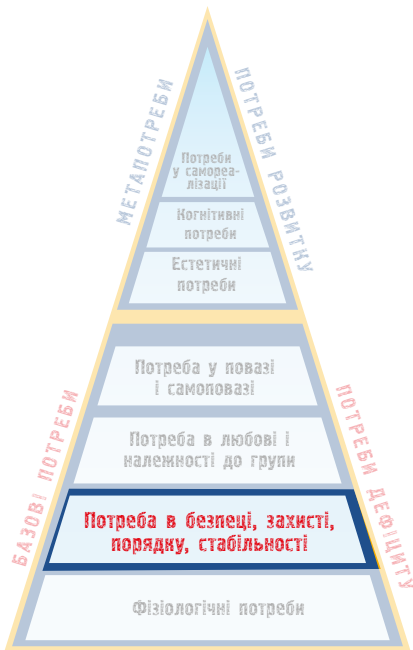 МЕТАПОТРЕБИ
ПОТРЕБИ РОЗВИТКУ
Потреби
у самореа-
лізації
Когнітивні
потреби
Естетичні
потреби
БАЗОВІ ПОТРЕБИ
ПОТРЕБИ ДЕФІЦИТУ
Потреба у повазі
і самоповазі
Потреба в любові і
належності до групи
Потреба в безпеці, захисті,
порядку, стабільності
Фізіологічні потреби